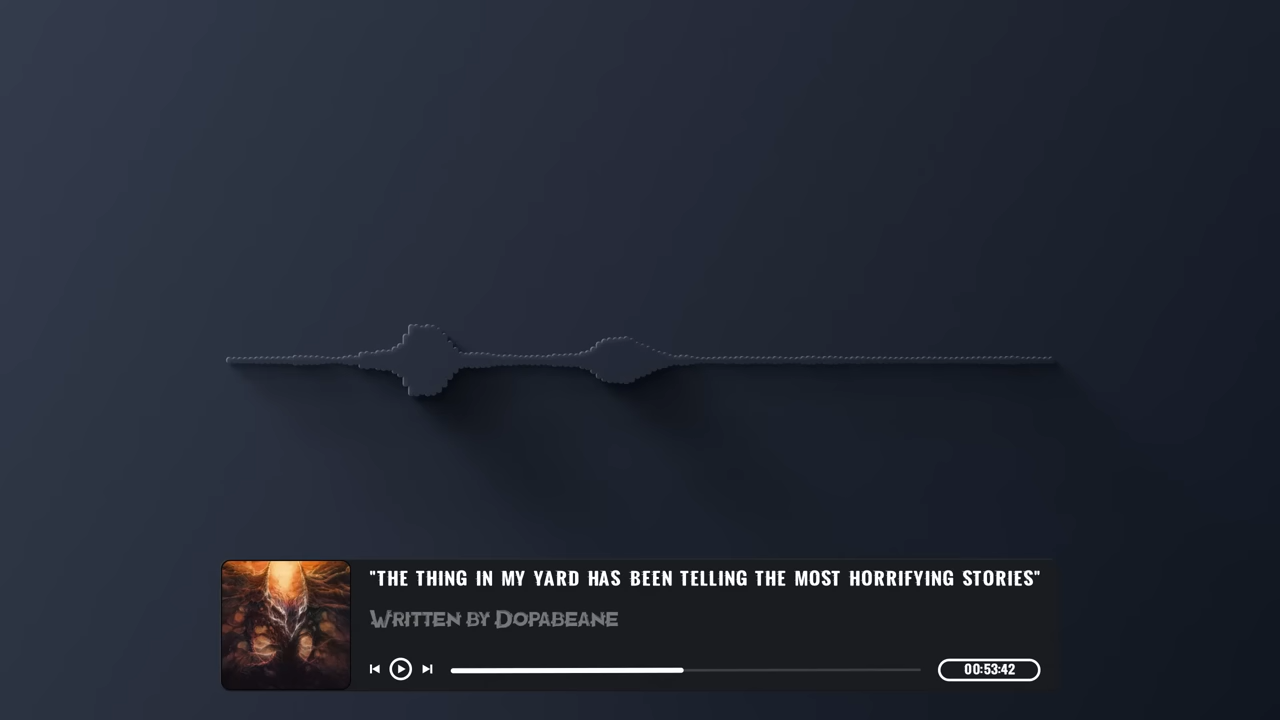 "THE THING IN MY YARD HAS BEEN TELLING THE MOST HORRIFYING STORIES"
WRITTEN BY DOPABEANE
00:53:42